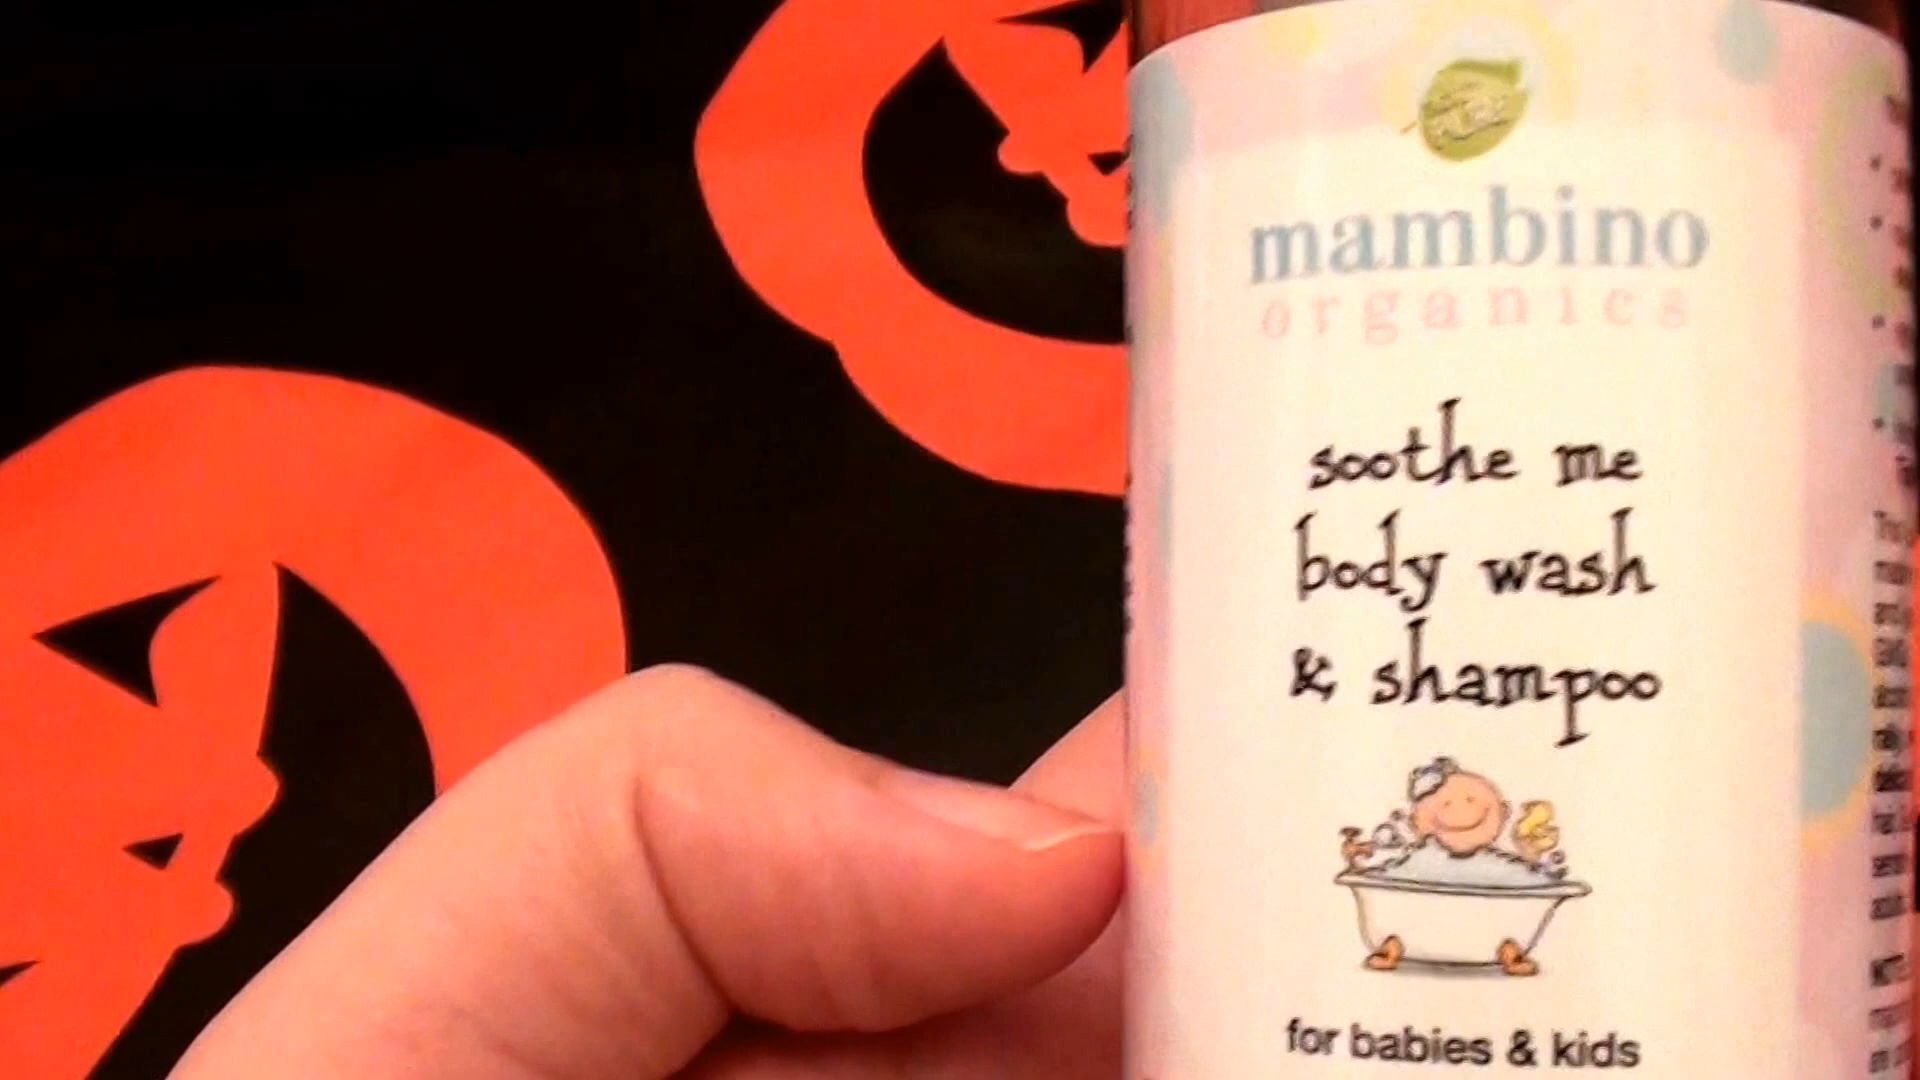 mambino
organics
soothe me
body wash
& shampoo
for babies & kids